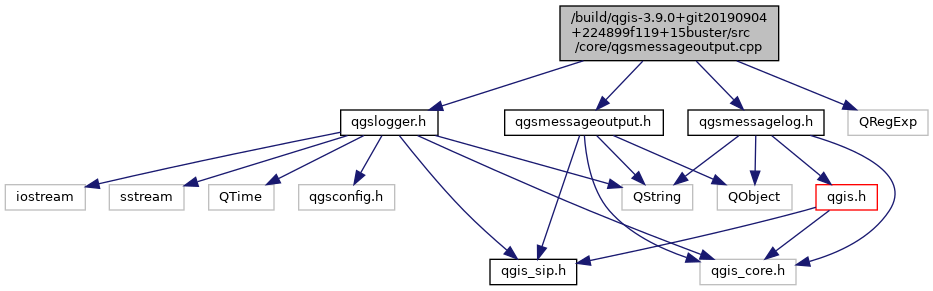 /build/qgis-3.9.0+git20190904
+224899f119+15buster/src
/core/qgsmessageoutput.cpp
qgslogger.h
qgsmessageoutput.h
qgsmessagelog.h
QRegExp
iostream
sstream
QTime
qgsconfig.h
QString
QObject
qgis.h
qgis_sip.h
qgis_core.h